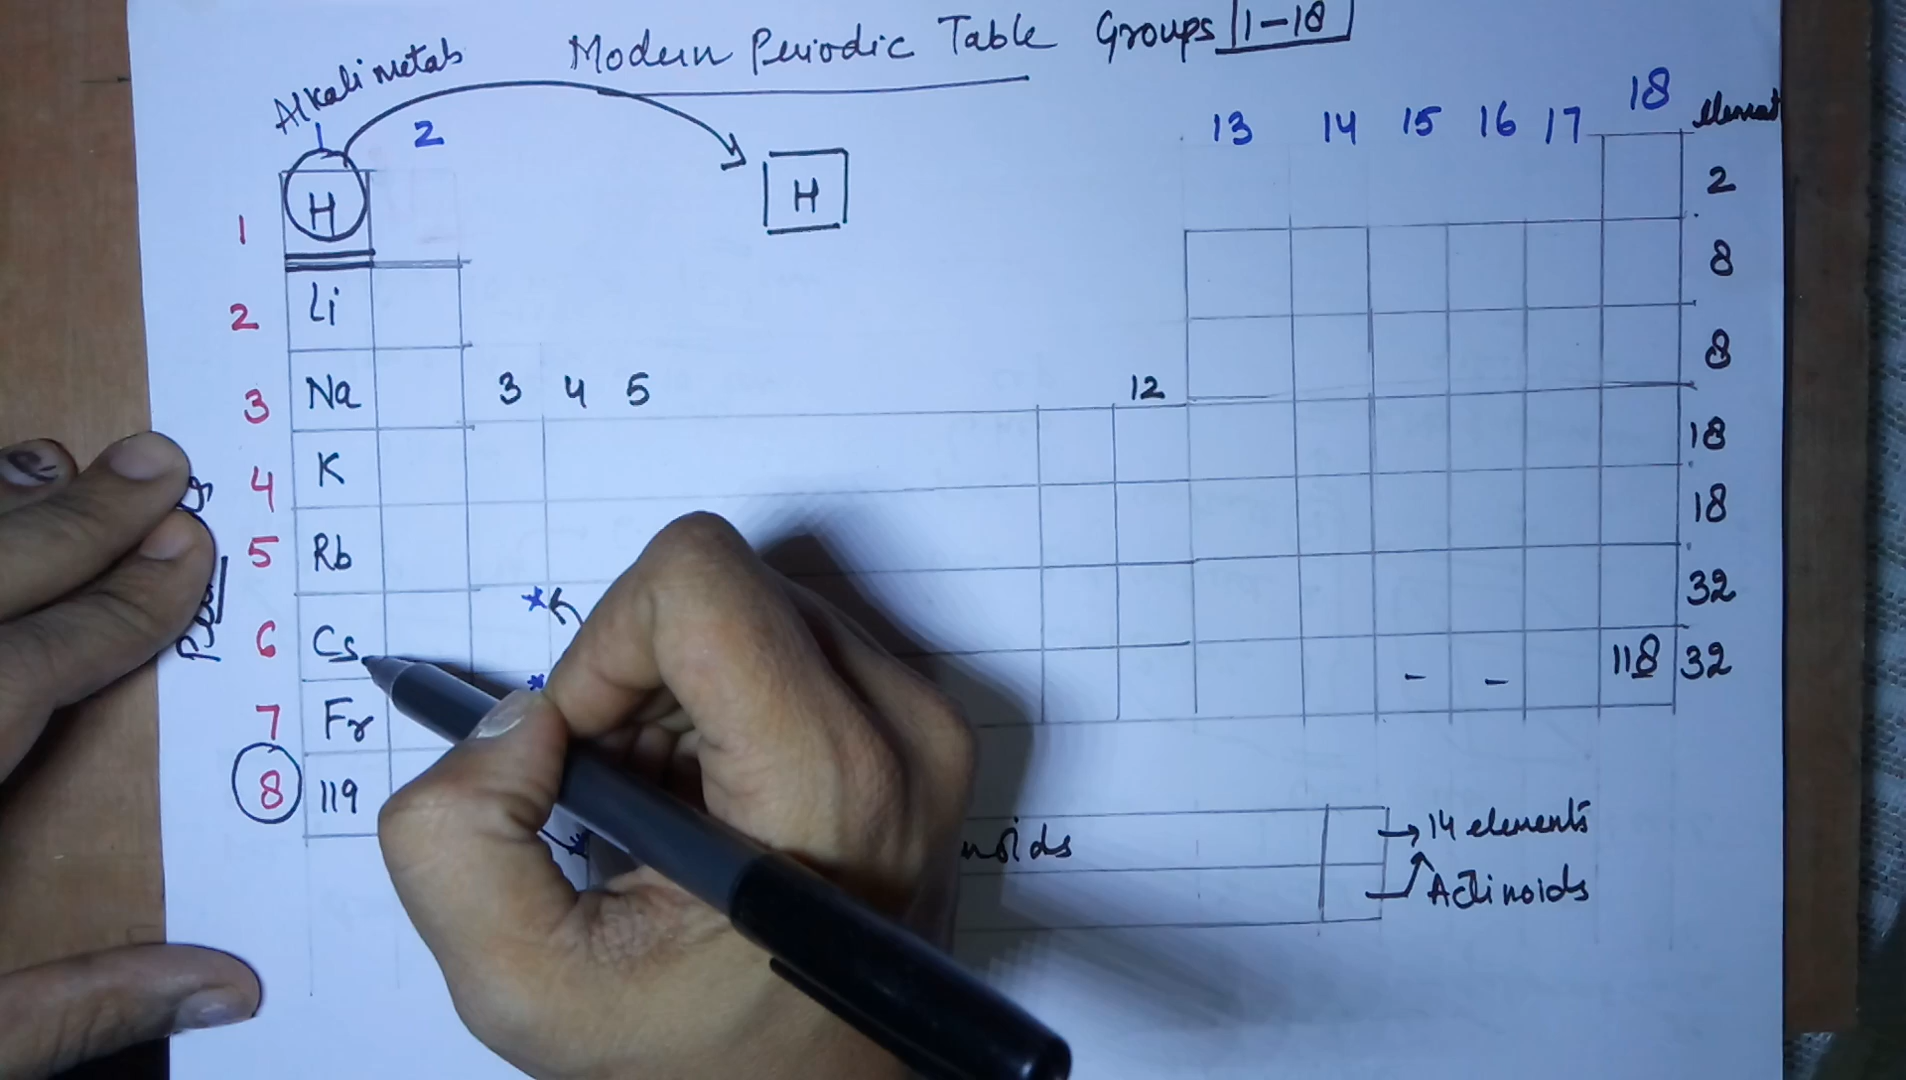 Modern Periodic Table Groups 1-18
Alkali metals
1 2 13 14 15 16 17 18
H H 2
1
Li 8
2
Na 3 4 5 12 8
3
K 18
4
Rb 18
5
* 32
Cs
6
* - - 118 32
Fr
7
8 119
* noids → 14 elements
Actinoids